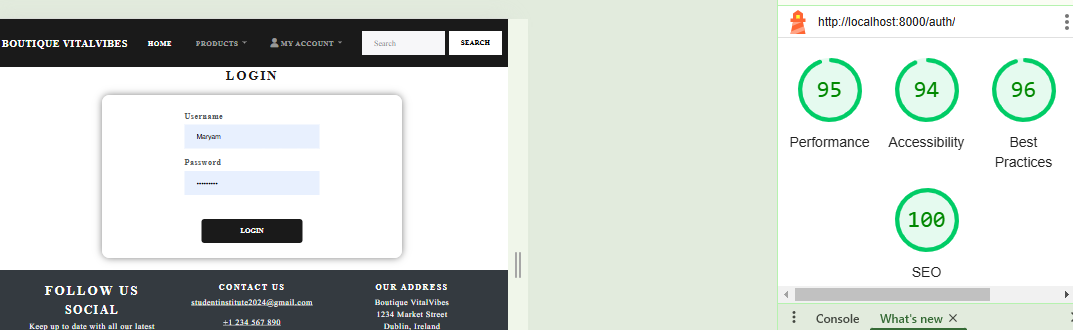 BOUTIQUE VITALVIBES HOME PRODUCTS MY ACCOUNT Search SEARCH
LOGIN
Username
Maryam
Password
•••••••••
LOGIN
FOLLOW US
SOCIAL
Keep up to date with all our latest
CONTACT US
studentinstitute2024@gmail.com
+1 234 567 890
OUR ADDRESS
Boutique VitalVibes
1234 Market Street
Dublin, Ireland
http://localhost:8000/auth/
95 94 96
Performance Accessibility Best
Practices
100
SEO
Console What's new